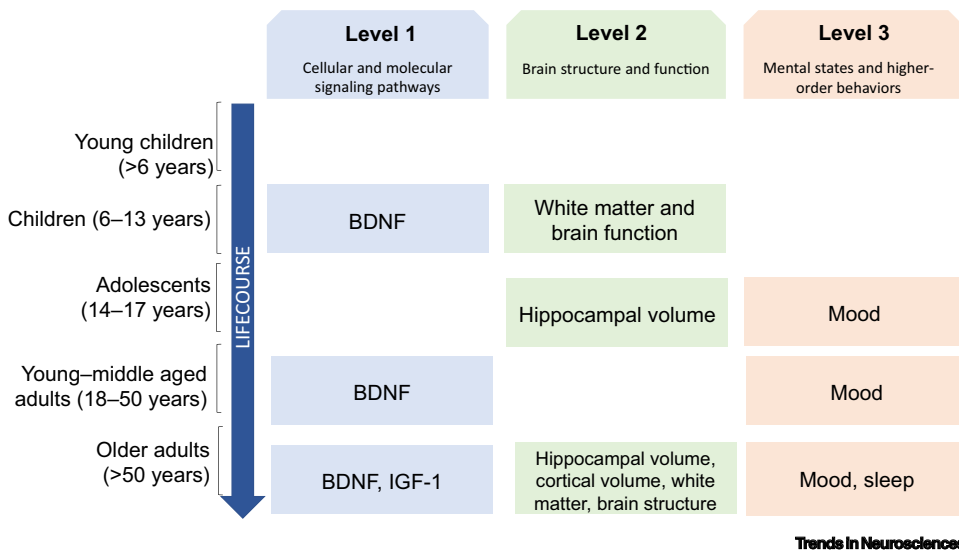 Level 1
Cellular and molecular
signaling pathways
Level 2
Brain structure and function
Level 3
Mental states and higher-
order behaviors
LIFECOURSE
Young children
(>6 years)
Children (6–13 years)
BDNF
White matter and
brain function
Adolescents
(14–17 years)
Hippocampal volume
Mood
Young–middle aged
adults (18–50 years)
BDNF
Mood
Older adults
(>50 years)
BDNF, IGF-1
Hippocampal volume,
cortical volume, white
matter, brain structure
Mood, sleep
Trends in Neurosciences